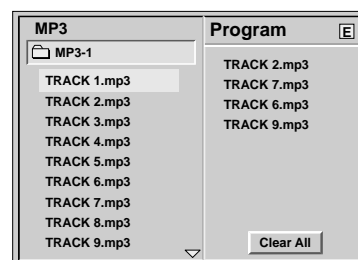 MP3
MP3-1
TRACK 1.mp3
TRACK 2.mp3
TRACK 3.mp3
TRACK 4.mp3
TRACK 5.mp3
TRACK 6.mp3
TRACK 7.mp3
TRACK 8.mp3
TRACK 9.mp3
Program E
TRACK 2.mp3
TRACK 7.mp3
TRACK 6.mp3
TRACK 9.mp3
Clear All